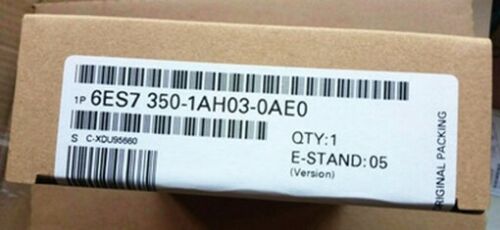 1P 6ES7 350-1AH03-0AE0
S C-XDU95660
QTY:1
E-STAND:05
(Version)
ORIGINAL PACKING